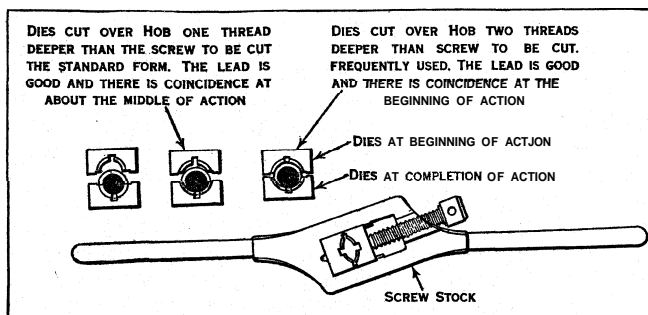 DIES CUT OVER HOB ONE THREAD
DEEPER THAN THE SCREW TO BE CUT
THE STANDARD FORM. THE LEAD IS
GOOD AND THERE IS COINCIDENCE AT
ABOUT THE MIDDLE OF ACTION
DIES CUT OVER HOB TWO THREADS
DEEPER THAN SCREW TO BE CUT.
FREQUENTLY USED. THE LEAD IS GOOD
AND THERE IS COINCIDENCE AT THE
BEGINNING OF ACTION
DIES AT BEGINNING OF ACTJON
DIES AT COMPLETION OF ACTION
SCREW STOCK